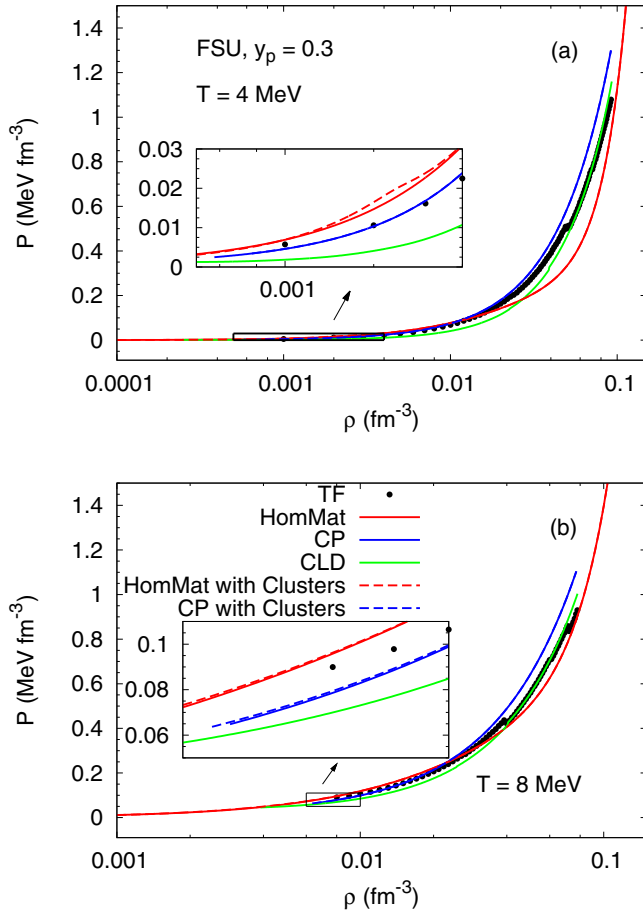 1.4
1.2
1
0.8
0.6
0.4
0.2
0
P (MeV fm-3)
FSU, yp = 0.3
(a)
T = 4 MeV
0.03
0.02
0.01
0
0.001
0.0001 0.001 0.01 0.1
ρ (fm-3)
1.4
1.2
1
0.8
0.6
0.4
0.2
0
P (MeV fm-3)
TF
HomMat
CP
CLD
HomMat with Clusters
CP with Clusters
(b)
0.1
0.08
0.06
T = 8 MeV
0.001 0.01 0.1
ρ (fm-3)